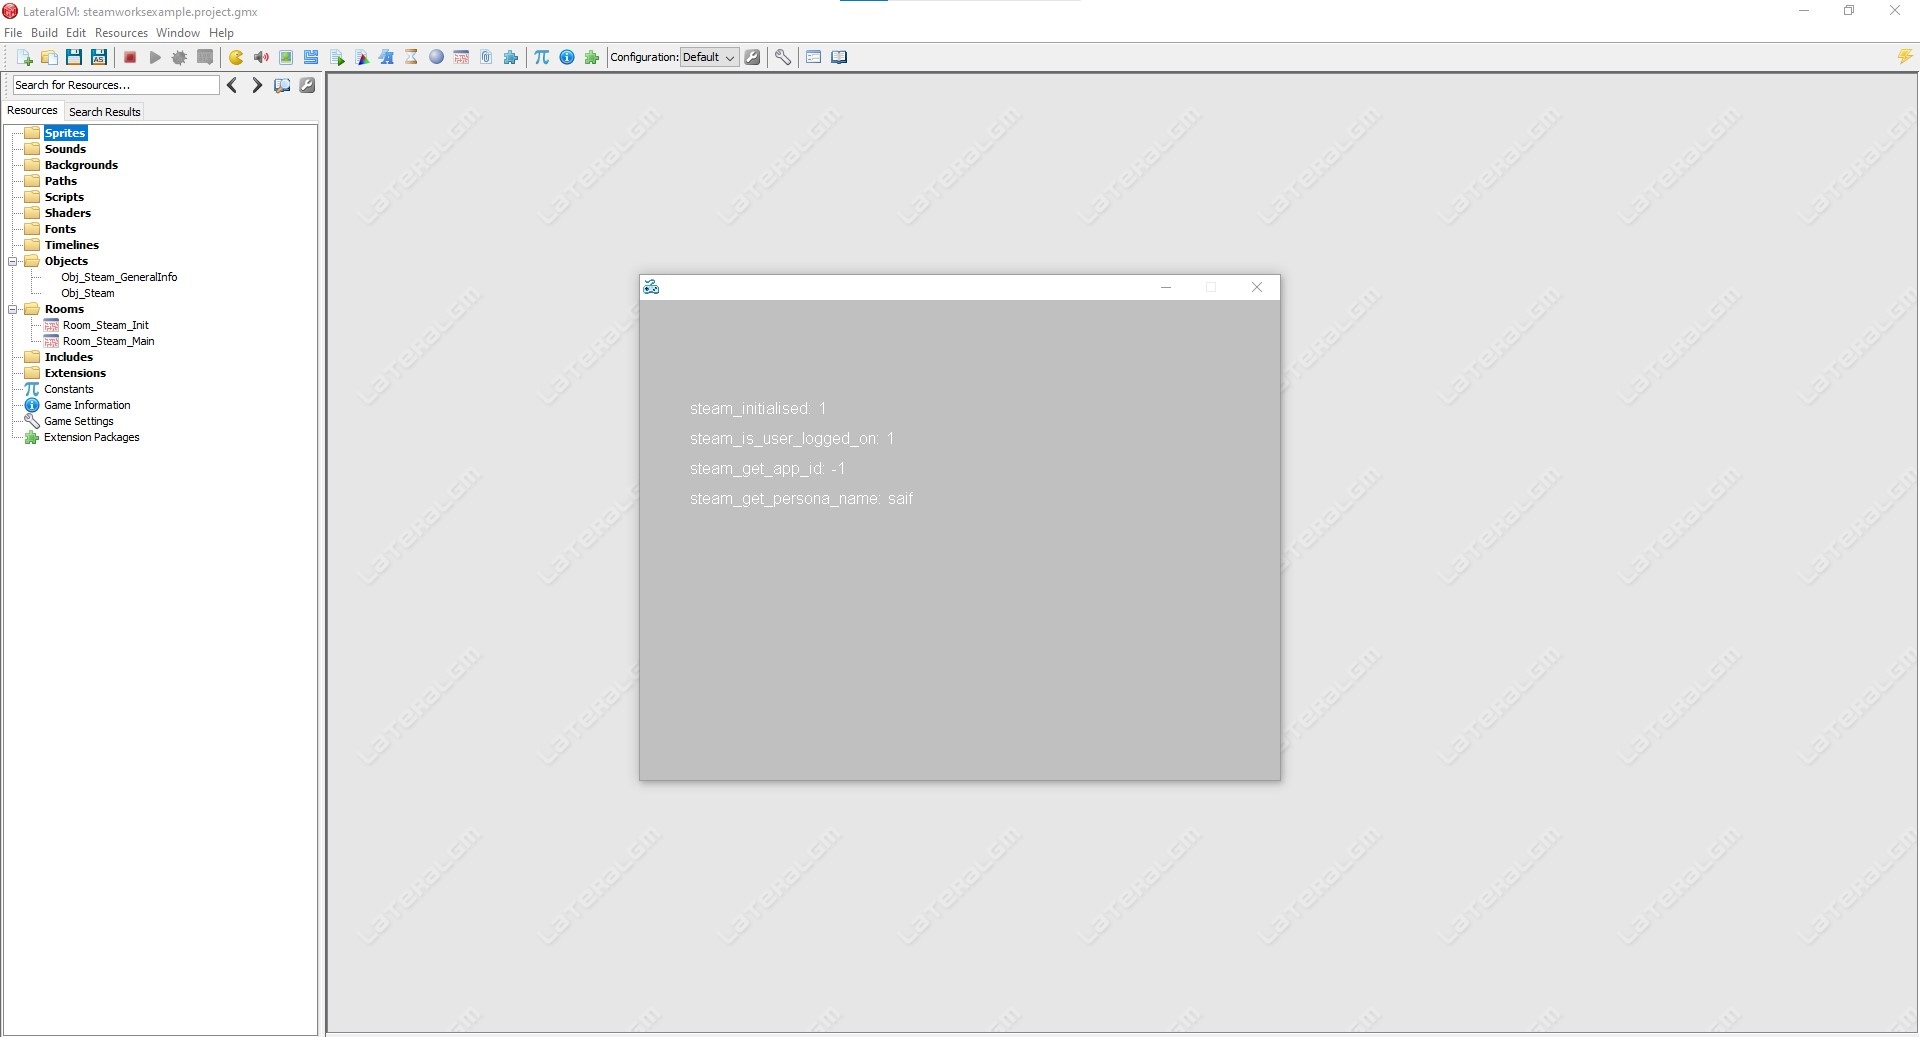 LateralGM: steamworksexample.project.gmx
File Build Edit Resources Window Help
AS
Configuration: Default
Search for Resources...
Resources Search Results
Sprites
Sounds
Backgrounds
Paths
Scripts
Shaders
Fonts
Timelines
Objects
Obj_Steam_GeneralInfo
Obj_Steam
Rooms
Room_Steam_Init
Room_Steam_Main
Includes
Extensions
Constants
Game Information
Game Settings
Extension Packages
steam_initialised: 1
steam_is_user_logged_on: 1
steam_get_app_id: -1
steam_get_persona_name: saif
LateralGM